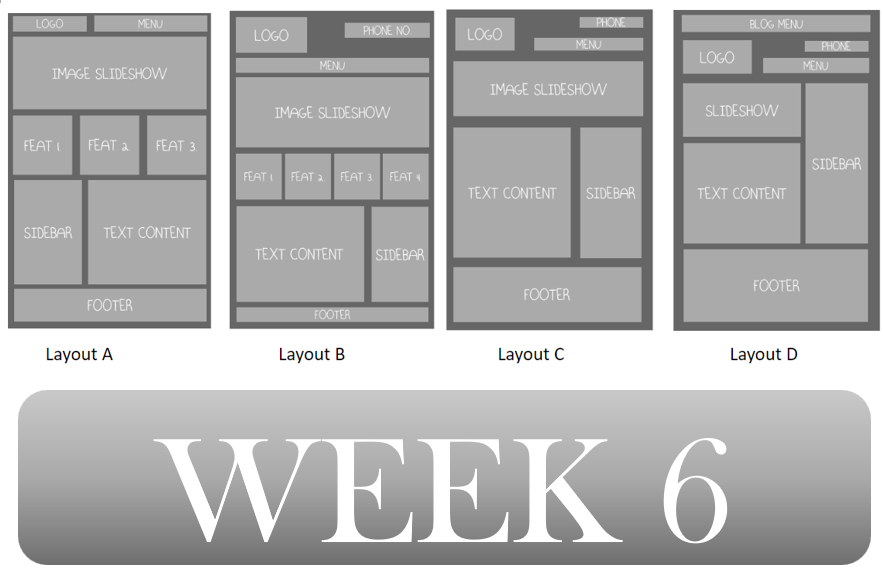 LOGO
MENU
IMAGE SLIDESHOW
FEAT 1.
FEAT 2.
FEAT 3.
SIDEBAR
TEXT CONTENT
FOOTER
Layout A
LOGO
PHONE NO
MENU
IMAGE SLIDESHOW
FEAT 1.
FEAT 2.
FEAT 3.
FEAT 4.
TEXT CONTENT
SIDEBAR
FOOTER
Layout B
LOGO
PHONE
MENU
IMAGE SLIDESHOW
TEXT CONTENT
SIDEBAR
FOOTER
Layout C
BLOG MENU
LOGO
PHONE
MENU
SLIDESHOW
SIDEBAR
TEXT CONTENT
FOOTER
Layout D
WEEK 6